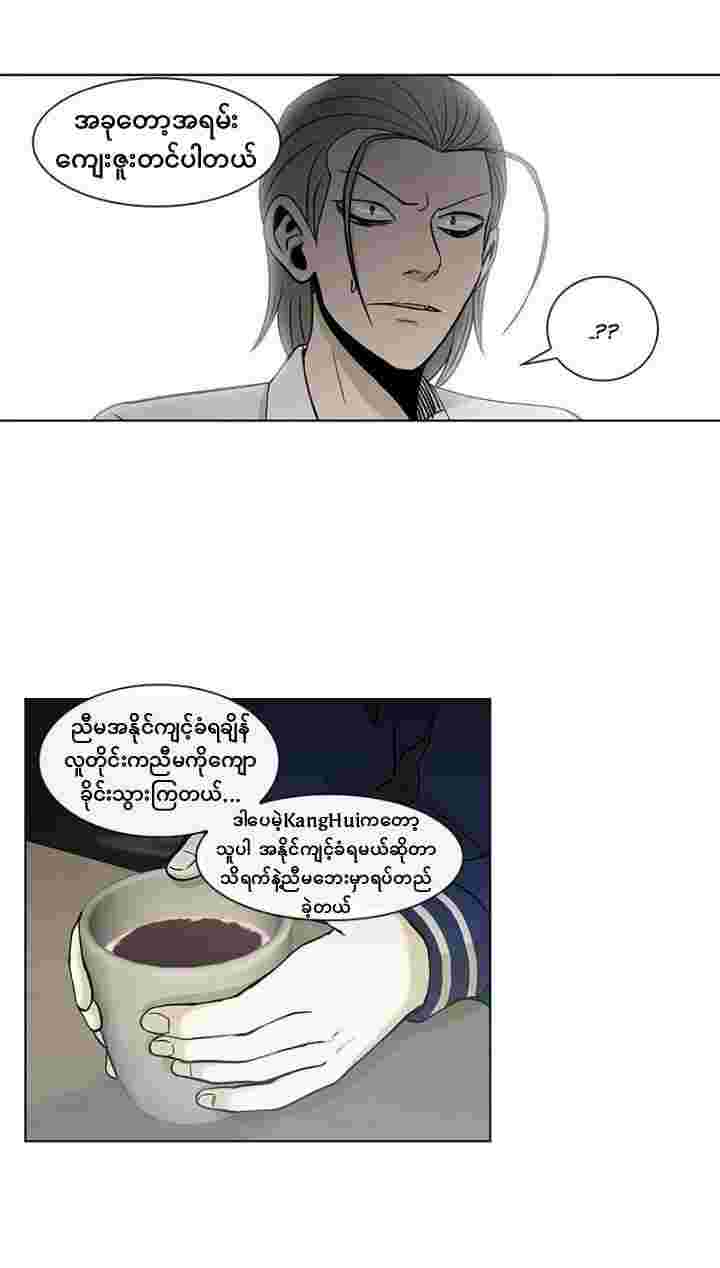 အခုတော့အရမ်း
ကျေးဇူးတင်ပါတယ်
..??
ညီမအနိုင်ကျင့်ခံရချိန်
လူတိုင်းကညီမကိုကျော
ခိုင်းသွားကြတယ်...
ဒါပေမဲ့KangHuiကတော့
သူပါ အနိုင်ကျင့်ခံရမယ်ဆိုတာ
သိရက်နဲ့ညီမဘေးမှာရပ်တည်
ခဲ့တယ်